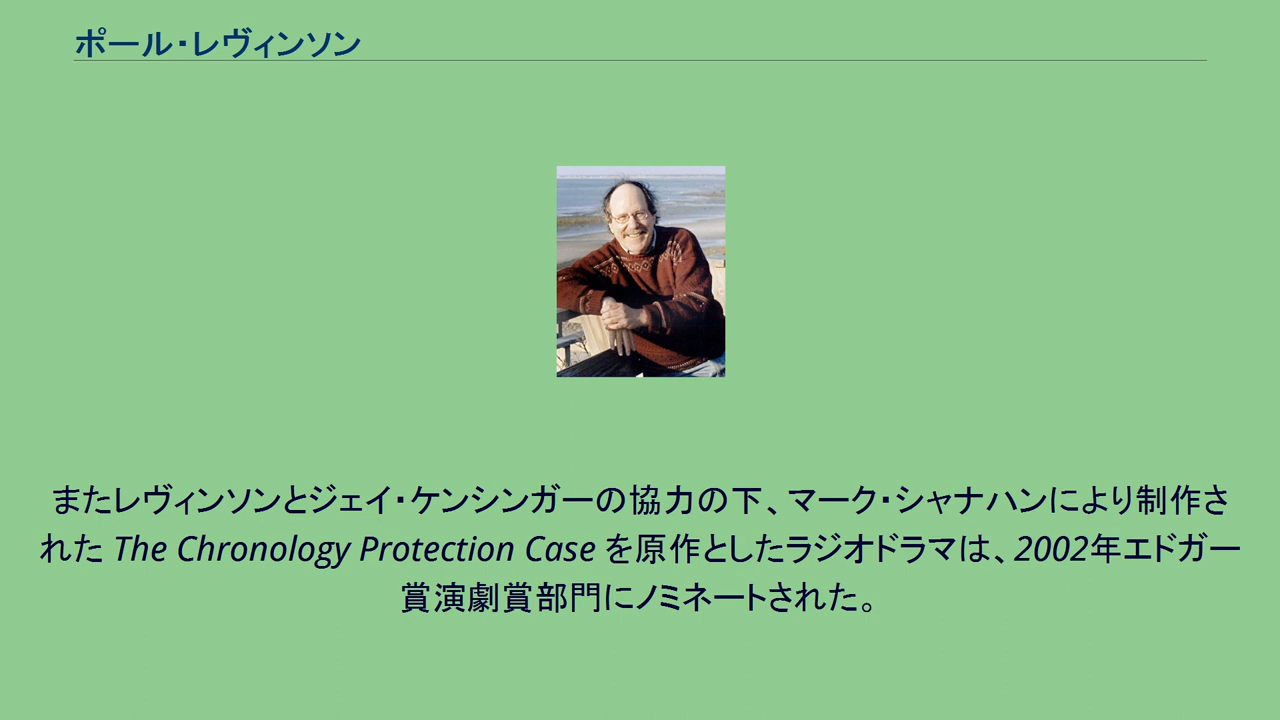 ポール・レヴィンソン
またレヴィンソンとジェイ・ケンシンガーの協力の下、マーク・シャナハンにより制作さ
れた The Chronology Protection Case を原作としたラジオドラマは、2002年エドガー
賞演劇賞部門にノミネートされた。